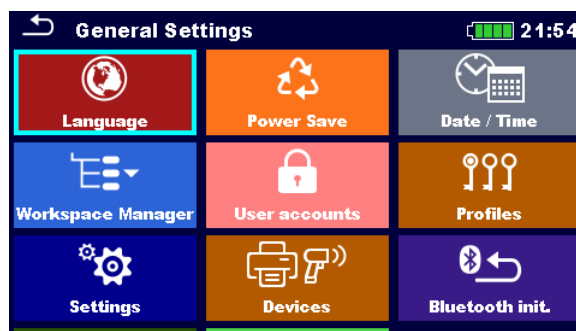 General Settings 21:54
Language Power Save Date / Time
Workspace Manager User accounts Profiles
Settings Devices Bluetooth init.